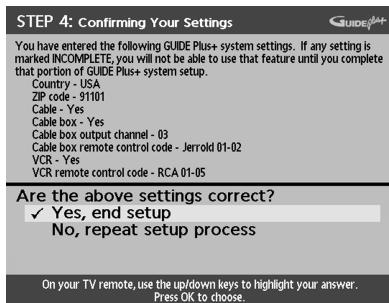 STEP 4: Confirming Your Settings
GUIDE Plus+
You have entered the following GUIDE Plus+ system settings. If any setting is
marked INCOMPLETE, you will not be able to use that feature until you complete
that portion of GUIDE Plus+ system setup.
Country - USA
ZIP code - 91101
Cable - Yes
Cable box - Yes
Cable box output channel - 03
Cable box remote control code - Jerrold 01-02
VCR - Yes
VCR remote control code - RCA 01-05
Are the above settings correct?
✓ Yes, end setup
No, repeat setup process
On your TV remote, use the up/down keys to highlight your answer.
Press OK to choose.